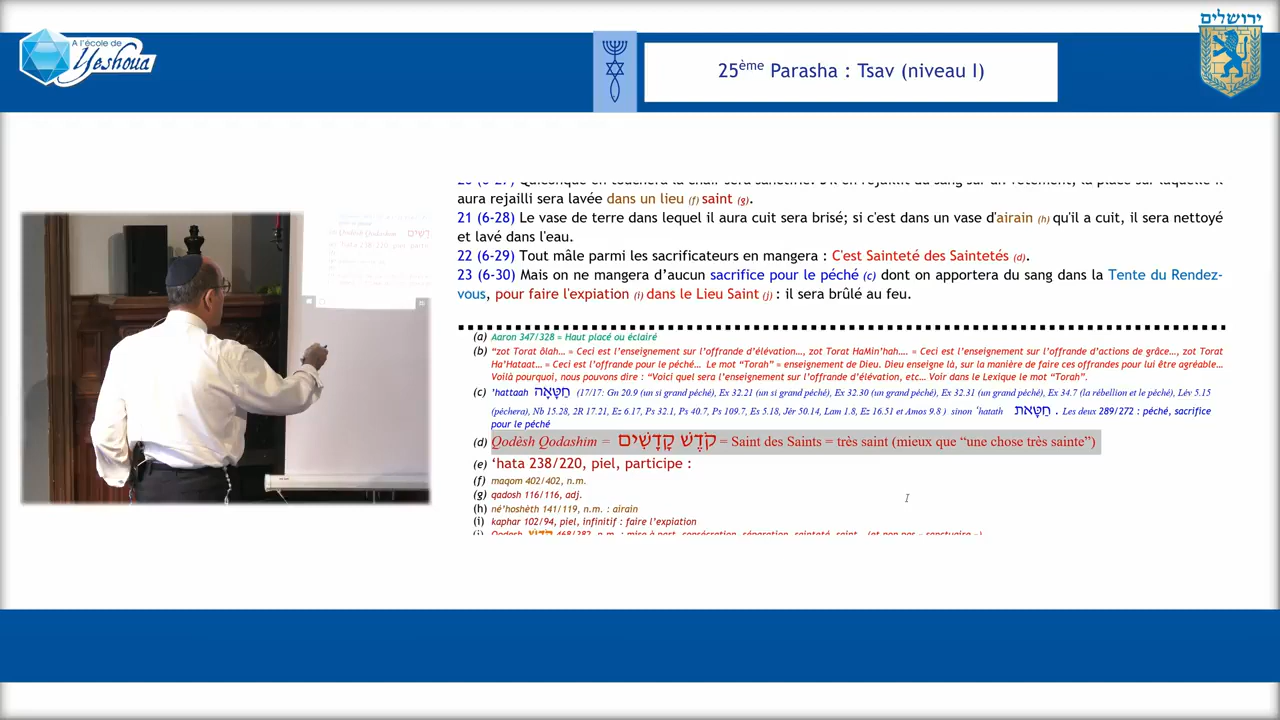 ירושלים
A l'école de
Yeshoua
25ème Parasha : Tsav (niveau I)
aura rejailli sera lavée dans un lieu (f) saint (g).
21 (6-28) Le vase de terre dans lequel il aura cuit sera brisé; si c'est dans un vase d'airain (h) qu'il a cuit, il sera nettoyé
et lavé dans l'eau.
22 (6-29) Tout mâle parmi les sacrificateurs en mangera : C'est Sainteté des Saintetés (d).
23 (6-30) Mais on ne mangera d’aucun sacrifice pour le péché (c) dont on apportera du sang dans la Tente du Rendez-
vous, pour faire l'expiation (i) dans le Lieu Saint (j) : il sera brûlé au feu.
(a) Aaron 347/328 = Haut placé ou éclairé
(b) “zot Torat ôlah… = Ceci est l’enseignement sur l’offrande d’élévation…, zot Torat HaMin’hah…. = Ceci est l’enseignement sur l’offrande d’actions de grâce…, zot Torat
Ha’Hataat… = Ceci est l’offrande pour le péché… Le mot “Torah” = enseignement de Dieu. Dieu enseigne là, sur la manière de faire ces offrandes pour lui être agréable…
Voilà pourquoi, nous pouvons dire : “Voici quel sera l’enseignement sur l’offrande d’élévation, etc… Voir dans le Lexique le mot “Torah”.
(c) ‘hattaah חַטָּאָה (17/17: Gn 20.9 (un si grand péché), Ex 32.21 (un si grand péché), Ex 32.30 (un grand péché), Ex 32.31 (un grand péché), Ex 34.7 (la rébellion et le péché), Lév 5.15
(péchera), Nb 15.28, 2R 17.21, Ez 6.17, Ps 32.1, Ps 40.7, Ps 109.7, Es 5.18, Jér 50.14, Lam 1.8, Ez 16.51 et Amos 9.8 ) sinon ‘hatath חַטָּאת . Les deux 289/272 : péché, sacrifice
pour le péché
(d) Qodèsh Qodashim = קֹדֶשׁ קָדָשִׁים = Saint des Saints = très saint (mieux que “une chose très sainte”)
(e) ‘hata 238/220, piel, participe :
(f) maqom 402/402, n.m.
(g) qadosh 116/116, adj.
(h) né’hoshèth 141/119, n.m. : airain
(i) kaphar 102/94, piel, infinitif : faire l’expiation